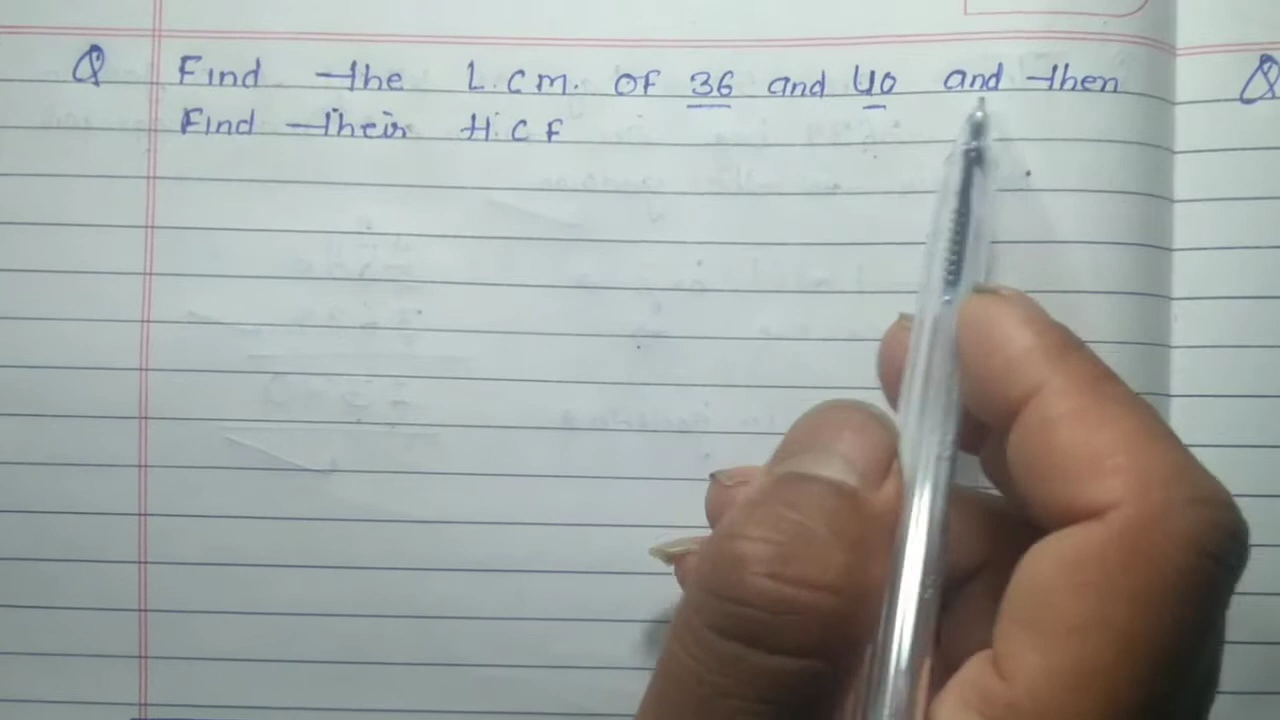 Q Find the L.C.M. OF 36 and 40 and then Q
Find their H.C.F